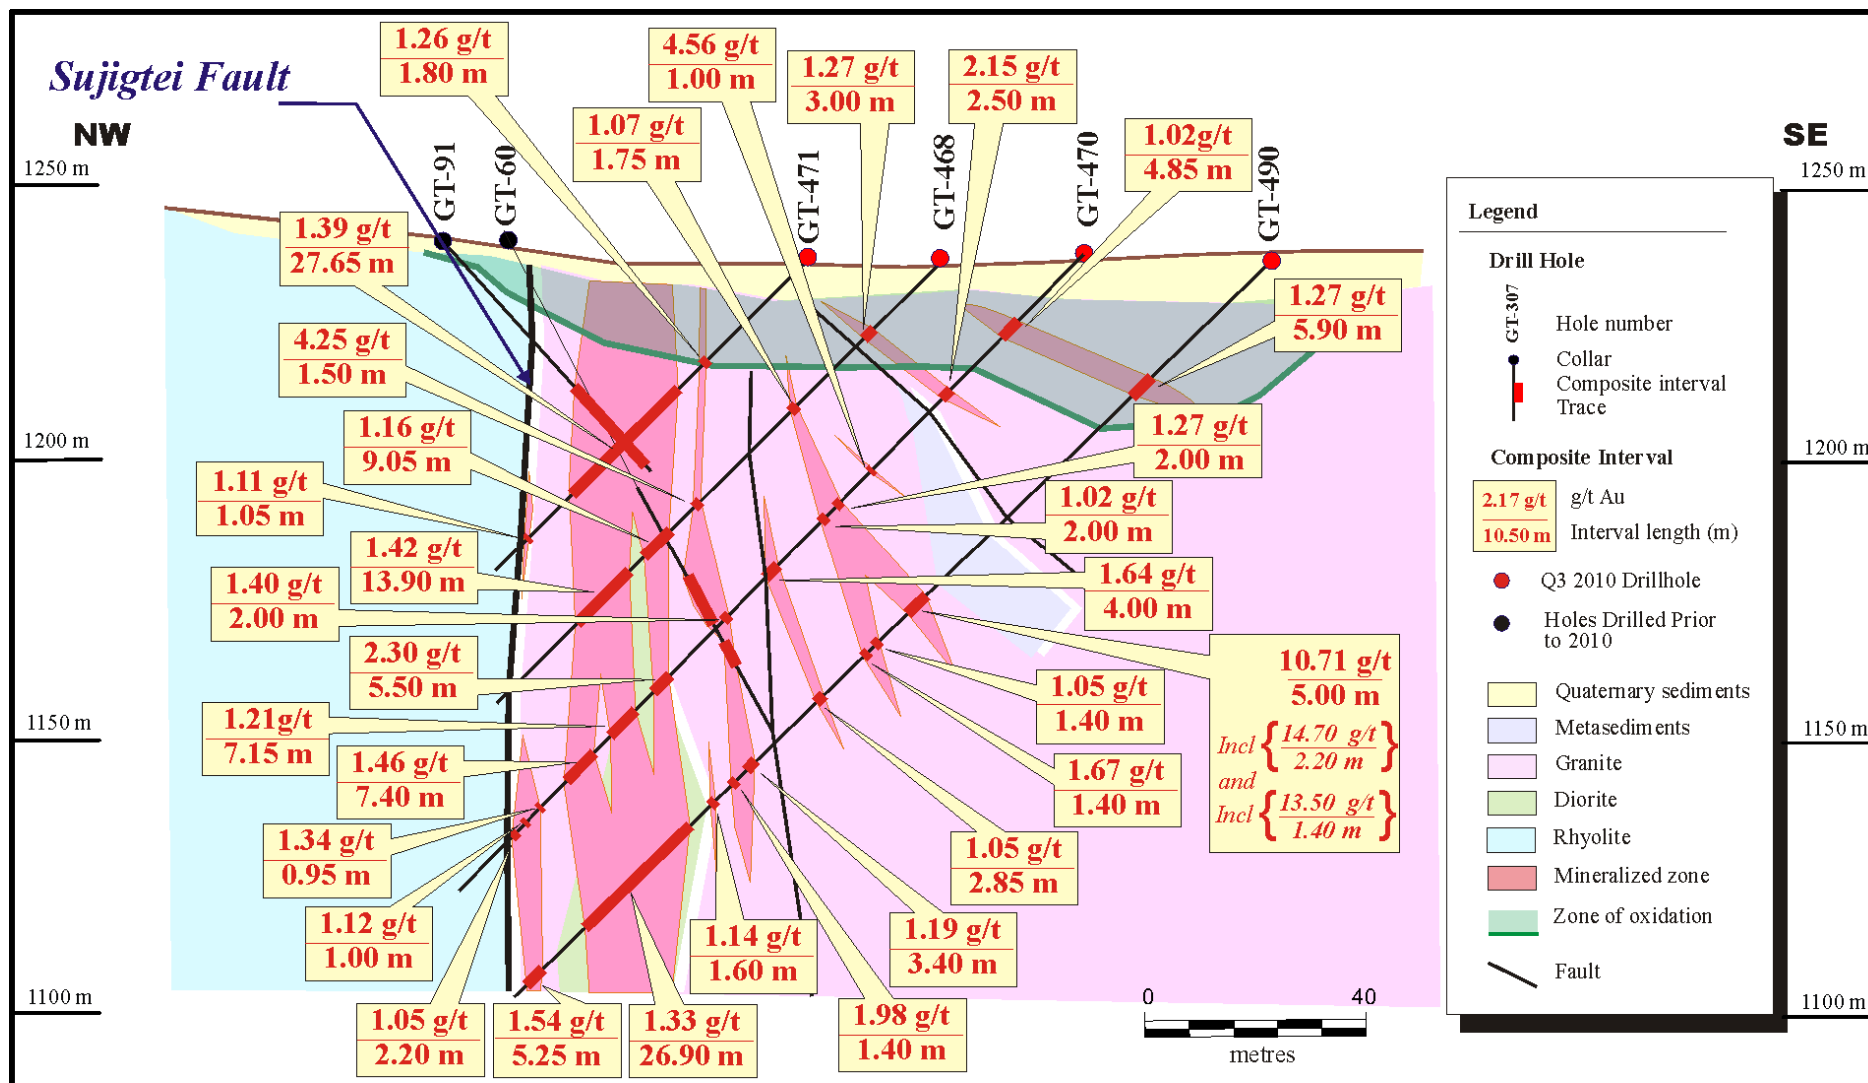 Sujigtei Fault
NW
SE
1250 m
1200 m
1150 m
1100 m
1250 m
1200 m
1150 m
1100 m
GT-91
GT-60
GT-471
GT-468
GT-470
GT-490
1.26 g/t
1.80 m
4.56 g/t
1.00 m
1.27 g/t
3.00 m
2.15 g/t
2.50 m
1.07 g/t
1.75 m
1.02g/t
4.85 m
1.39 g/t
27.65 m
1.27 g/t
5.90 m
4.25 g/t
1.50 m
1.16 g/t
9.05 m
1.27 g/t
2.00 m
1.11 g/t
1.05 m
1.02 g/t
2.00 m
1.42 g/t
13.90 m
1.64 g/t
4.00 m
1.40 g/t
2.00 m
2.30 g/t
5.50 m
10.71 g/t
5.00 m
Incl { 14.70 g/t
2.20 m }
and
Incl { 13.50 g/t
1.40 m }
1.05 g/t
1.40 m
1.21g/t
7.15 m
1.46 g/t
7.40 m
1.67 g/t
1.40 m
1.34 g/t
0.95 m
1.05 g/t
2.85 m
1.12 g/t
1.00 m
1.14 g/t
1.60 m
1.19 g/t
3.40 m
1.05 g/t
2.20 m
1.54 g/t
5.25 m
1.33 g/t
26.90 m
1.98 g/t
1.40 m
0 40
metres
Legend
Drill Hole
GT-307
Hole number
Collar
Composite interval
Trace
Composite Interval
2.17 g/t
10.50 m
g/t Au
Interval length (m)
Q3 2010 Drillhole
Holes Drilled Prior
to 2010
Quaternary sediments
Metasediments
Granite
Diorite
Rhyolite
Mineralized zone
Zone of oxidation
Fault